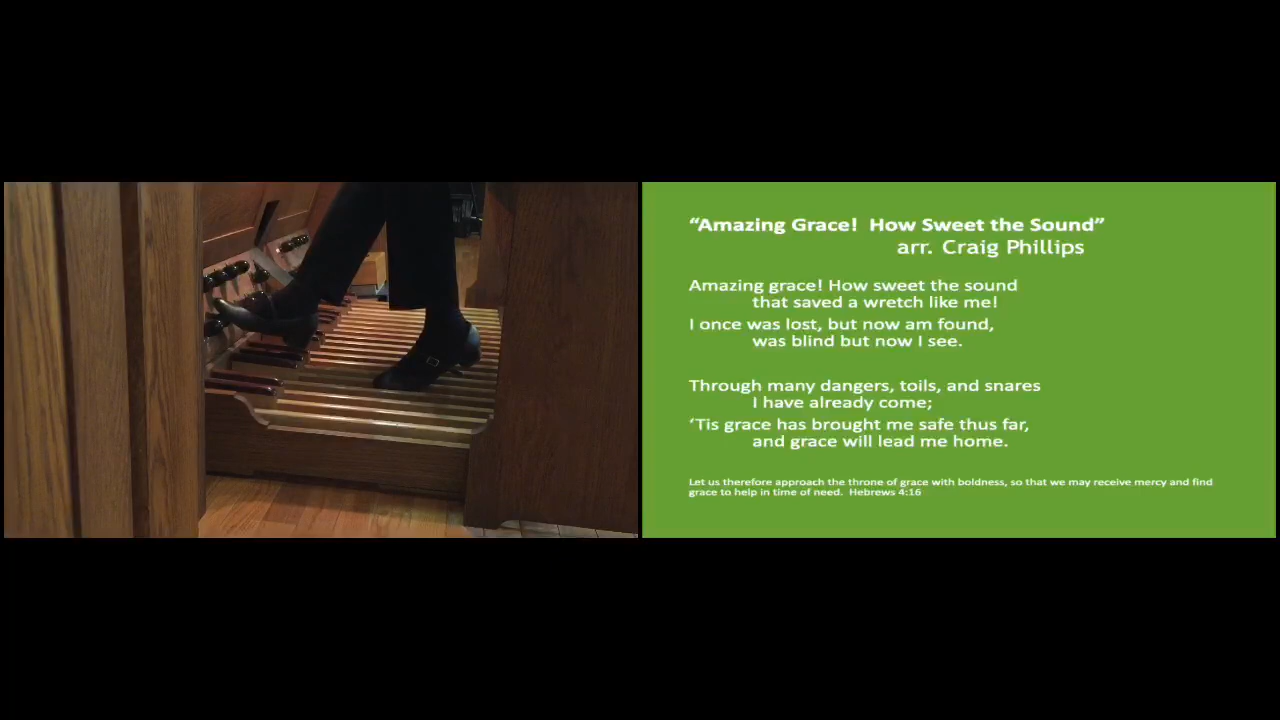 “Amazing Grace!  How Sweet the Sound”
arr. Craig Phillips
Amazing grace! How sweet the sound
that saved a wretch like me!
I once was lost, but now am found,
was blind but now I see.
Through many dangers, toils, and snares
I have already come;
‘Tis grace has brought me safe thus far,
and grace will lead me home.
Let us therefore approach the throne of grace with boldness, so that we may receive mercy and find
grace to help in time of need.  Hebrews 4:16